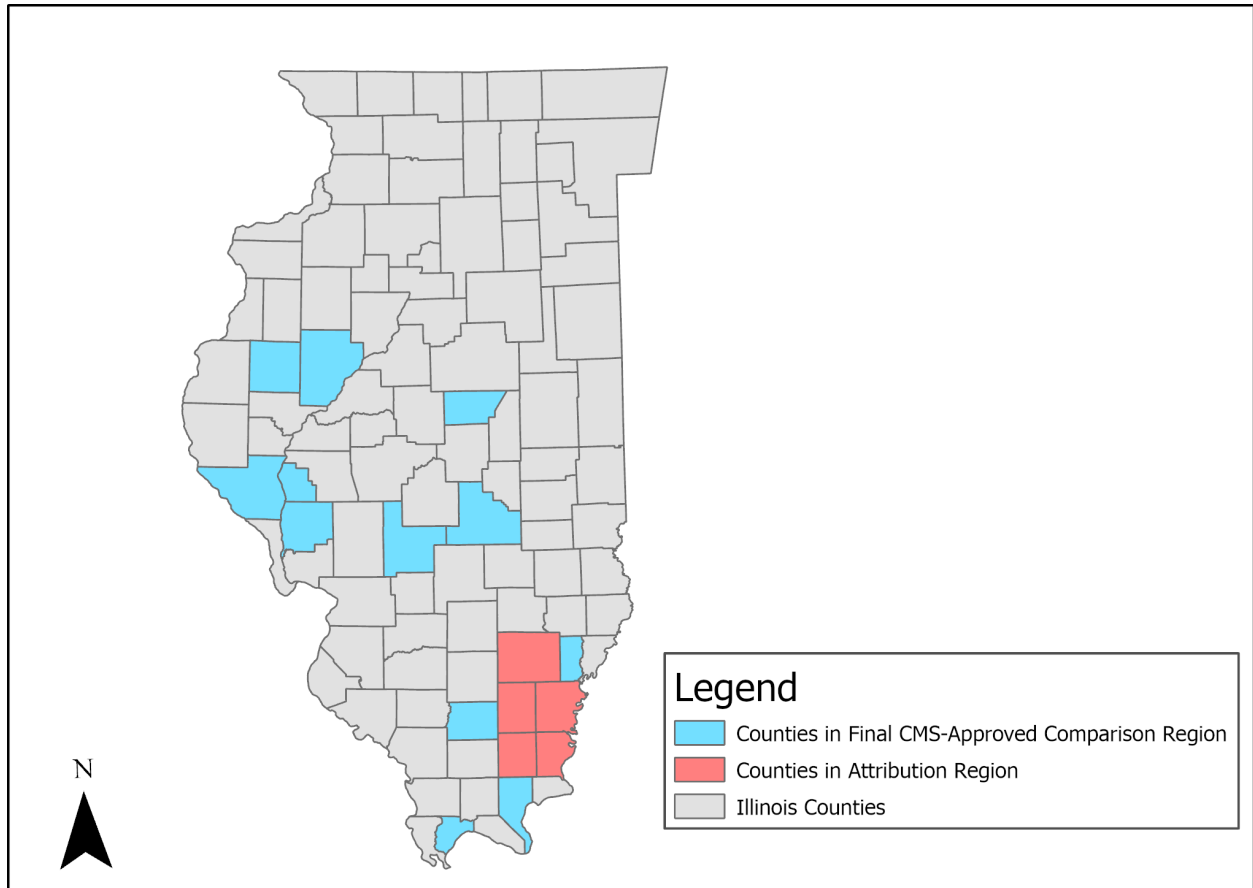 Legend
Counties in Final CMS-Approved Comparison Region
Counties in Attribution Region
Illinois Counties
N